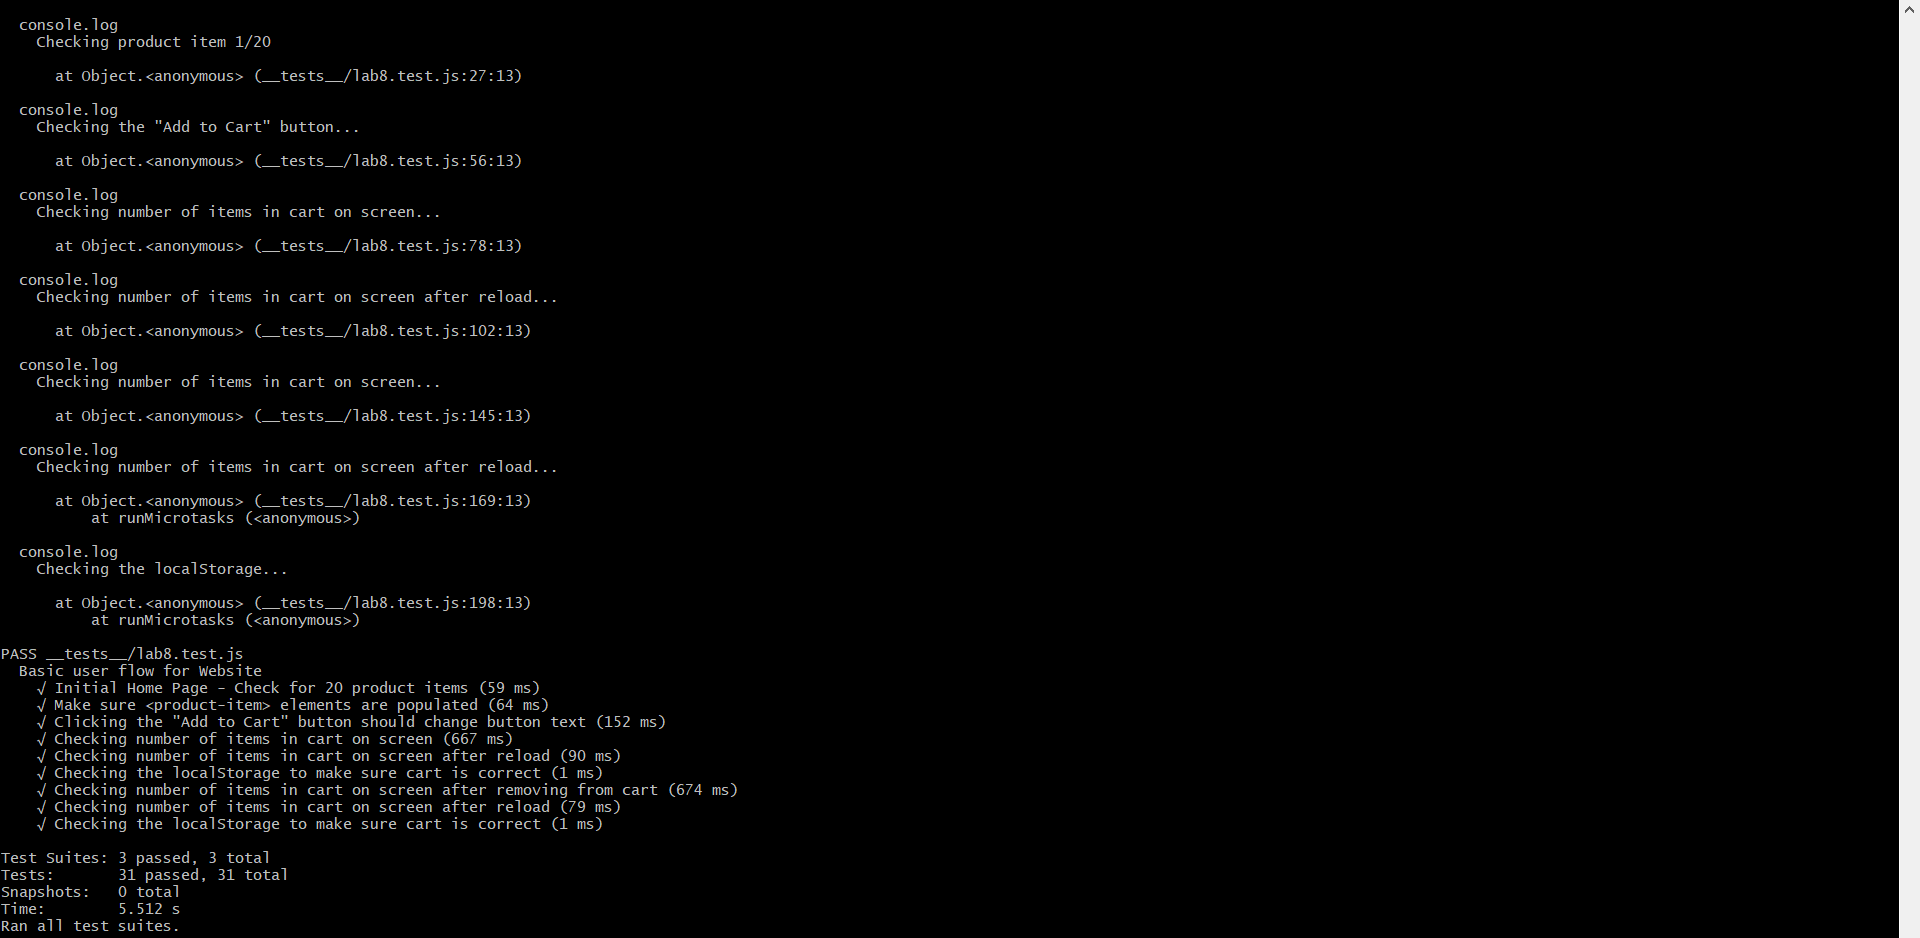 console.log
Checking product item 1/20
at Object.<anonymous> (__tests__/lab8.test.js:27:13)
console.log
Checking the "Add to Cart" button...
at Object.<anonymous> (__tests__/lab8.test.js:56:13)
console.log
Checking number of items in cart on screen...
at Object.<anonymous> (__tests__/lab8.test.js:78:13)
console.log
Checking number of items in cart on screen after reload...
at Object.<anonymous> (__tests__/lab8.test.js:102:13)
console.log
Checking number of items in cart on screen...
at Object.<anonymous> (__tests__/lab8.test.js:145:13)
console.log
Checking number of items in cart on screen after reload...
at Object.<anonymous> (__tests__/lab8.test.js:169:13)
at runMicrotasks (<anonymous>)
console.log
Checking the localStorage...
at Object.<anonymous> (__tests__/lab8.test.js:198:13)
at runMicrotasks (<anonymous>)
PASS __tests__/lab8.test.js
Basic user flow for Website
√ Initial Home Page - Check for 20 product items (59 ms)
√ Make sure <product-item> elements are populated (64 ms)
√ Clicking the "Add to Cart" button should change button text (152 ms)
√ Checking number of items in cart on screen (667 ms)
√ Checking number of items in cart on screen after reload (90 ms)
√ Checking the localStorage to make sure cart is correct (1 ms)
√ Checking number of items in cart on screen after removing from cart (674 ms)
√ Checking number of items in cart on screen after reload (79 ms)
√ Checking the localStorage to make sure cart is correct (1 ms)
Test Suites: 3 passed, 3 total
Tests:       31 passed, 31 total
Snapshots:   0 total
Time:        5.512 s
Ran all test suites.